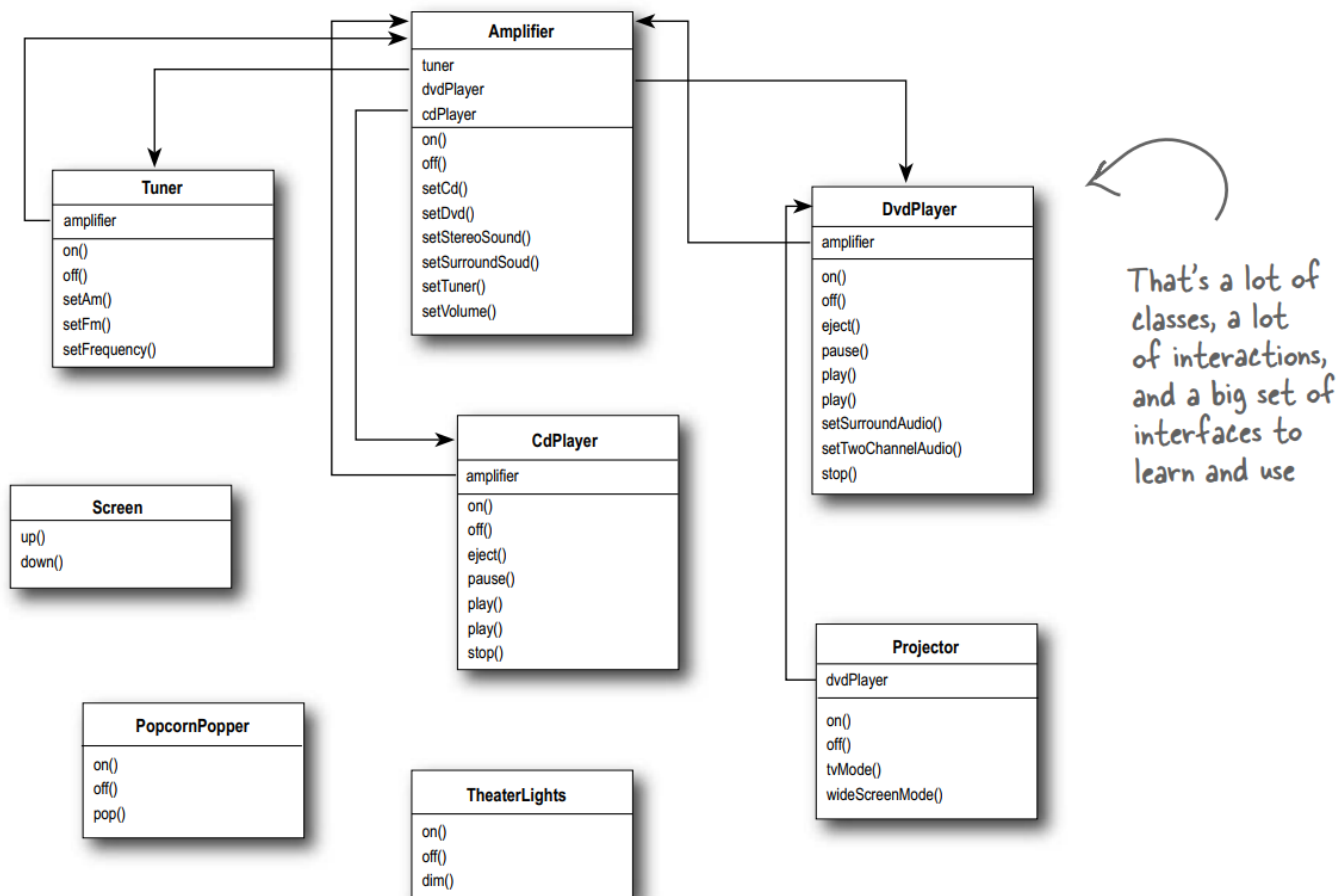 Amplifier
tuner
dvdPlayer
cdPlayer
on()
off()
setCd()
setDvd()
setStereoSound()
setSurroundSoud()
setTuner()
setVolume()
Tuner
amplifier
on()
off()
setAm()
setFm()
setFrequency()
DvdPlayer
amplifier
on()
off()
eject()
pause()
play()
play()
setSurroundAudio()
setTwoChannelAudio()
stop()
That's a lot of
classes, a lot
of interactions,
and a big set of
interfaces to
learn and use
CdPlayer
amplifier
on()
off()
eject()
pause()
play()
play()
stop()
Screen
up()
down()
Projector
dvdPlayer
on()
off()
tvMode()
wideScreenMode()
PopcornPopper
on()
off()
pop()
TheaterLights
on()
off()
dim()